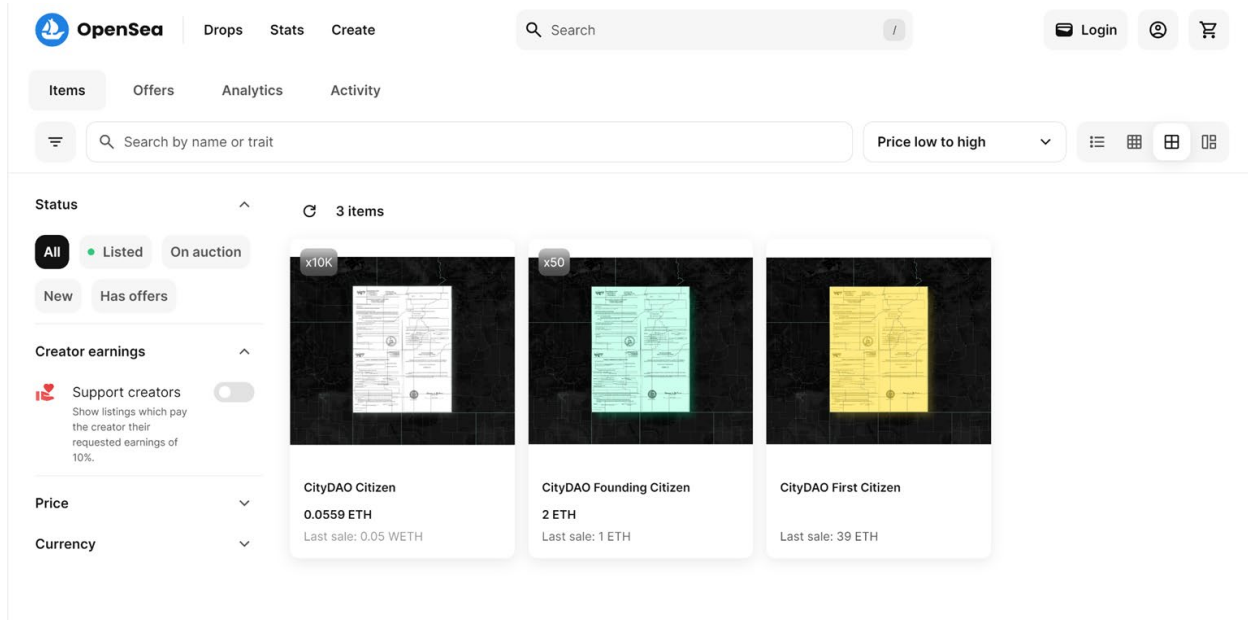 OpenSea
Drops
Stats
Create
Search
/
Login
Items
Offers
Analytics
Activity
Search by name or trait
Price low to high
Status
All
Listed
On auction
New
Has offers
Creator earnings
Support creators
Show listings which pay
the creator their
requested earnings of
10%.
Price
Currency
3 items
x10K
CityDAO Citizen
0.0559 ETH
Last sale: 0.05 WETH
x50
CityDAO Founding Citizen
2 ETH
Last sale: 1 ETH
CityDAO First Citizen
Last sale: 39 ETH